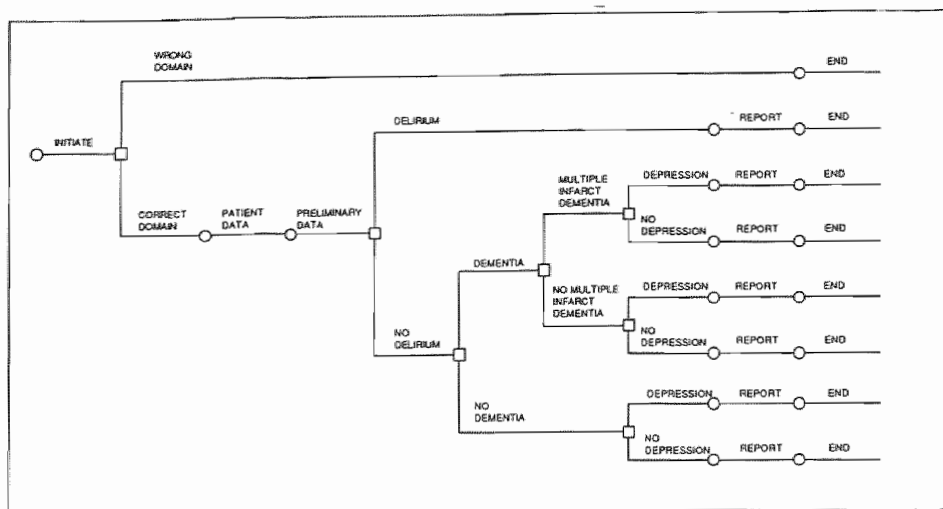 WRONG
DOMAIN
END
INITIATE
DELIRIUM
REPORT
END
CORRECT
DOMAIN
PATIENT
DATA
PRELIMINARY
DATA
MULTIPLE
INFARCT
DEMENTIA
DEPRESSION
REPORT
END
NO
DEPRESSION
REPORT
END
DEMENTIA
NO MULTIPLE
INFARCT
DEMENTIA
DEPRESSION
REPORT
END
NO
DEPRESSION
REPORT
END
NO
DELIRIUM
NO
DEMENTIA
DEPRESSION
REPORT
END
NO
DEPRESSION
REPORT
END